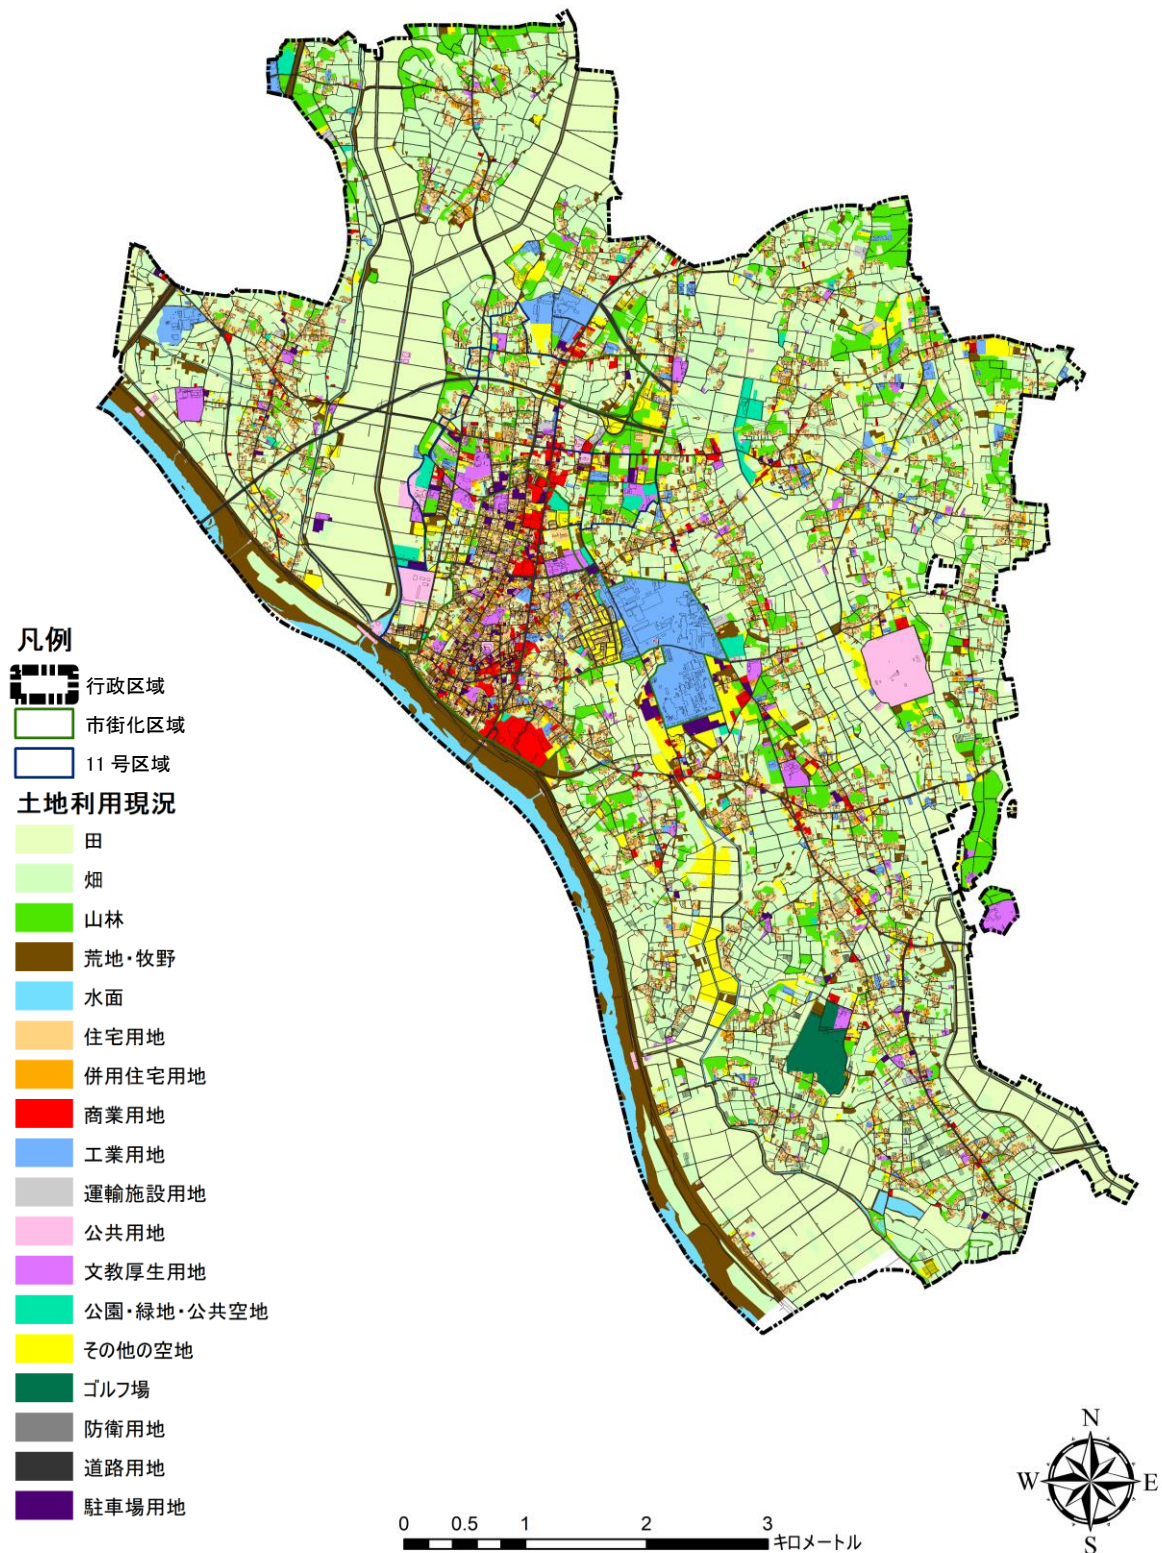 凡例
行政区域
市街化区域
11号区域
土地利用現況
田
畑
山林
荒地・牧野
水面
住宅用地
併用住宅用地
商業用地
工業用地
運輸施設用地
公共用地
文教厚生用地
公園・緑地・公共空地
その他の空地
ゴルフ場
防衛用地
道路用地
駐車場用地
0 0.5 1 2 3
キロメートル
N
W E
S